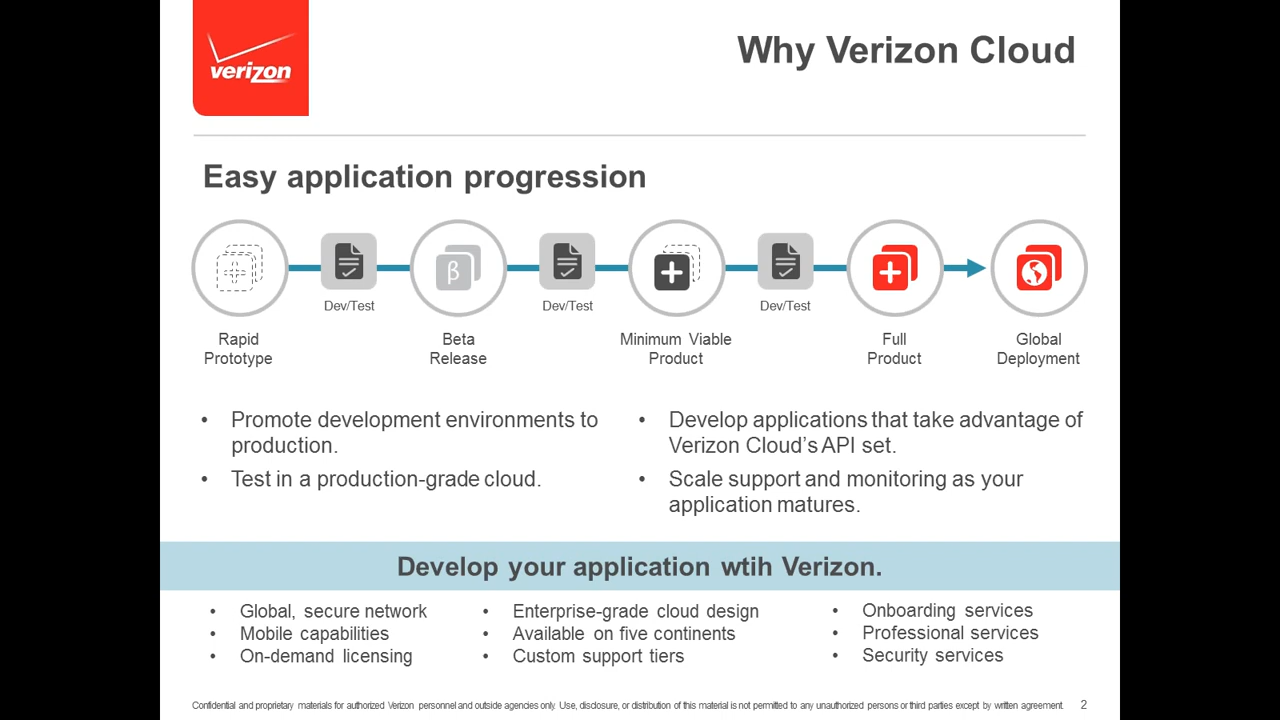 verizon
Why Verizon Cloud
Easy application progression
β
Dev/Test
Dev/Test
Dev/Test
Rapid
Prototype
Beta
Release
Minimum Viable
Product
Full
Product
Global
Deployment
• Promote development environments to
production.
• Test in a production-grade cloud.
• Develop applications that take advantage of
Verizon Cloud's API set.
• Scale support and monitoring as your
application matures.
Develop your application wtih Verizon.
• Global, secure network
• Mobile capabilities
• On-demand licensing
• Enterprise-grade cloud design
• Available on five continents
• Custom support tiers
• Onboarding services
• Professional services
• Security services
Confidential and proprietary materials for authorized Verizon personnel and outside agencies only. Use, disclosure, or distribution of this material is not permitted to any unauthorized persons or third parties except by written agreement.
2